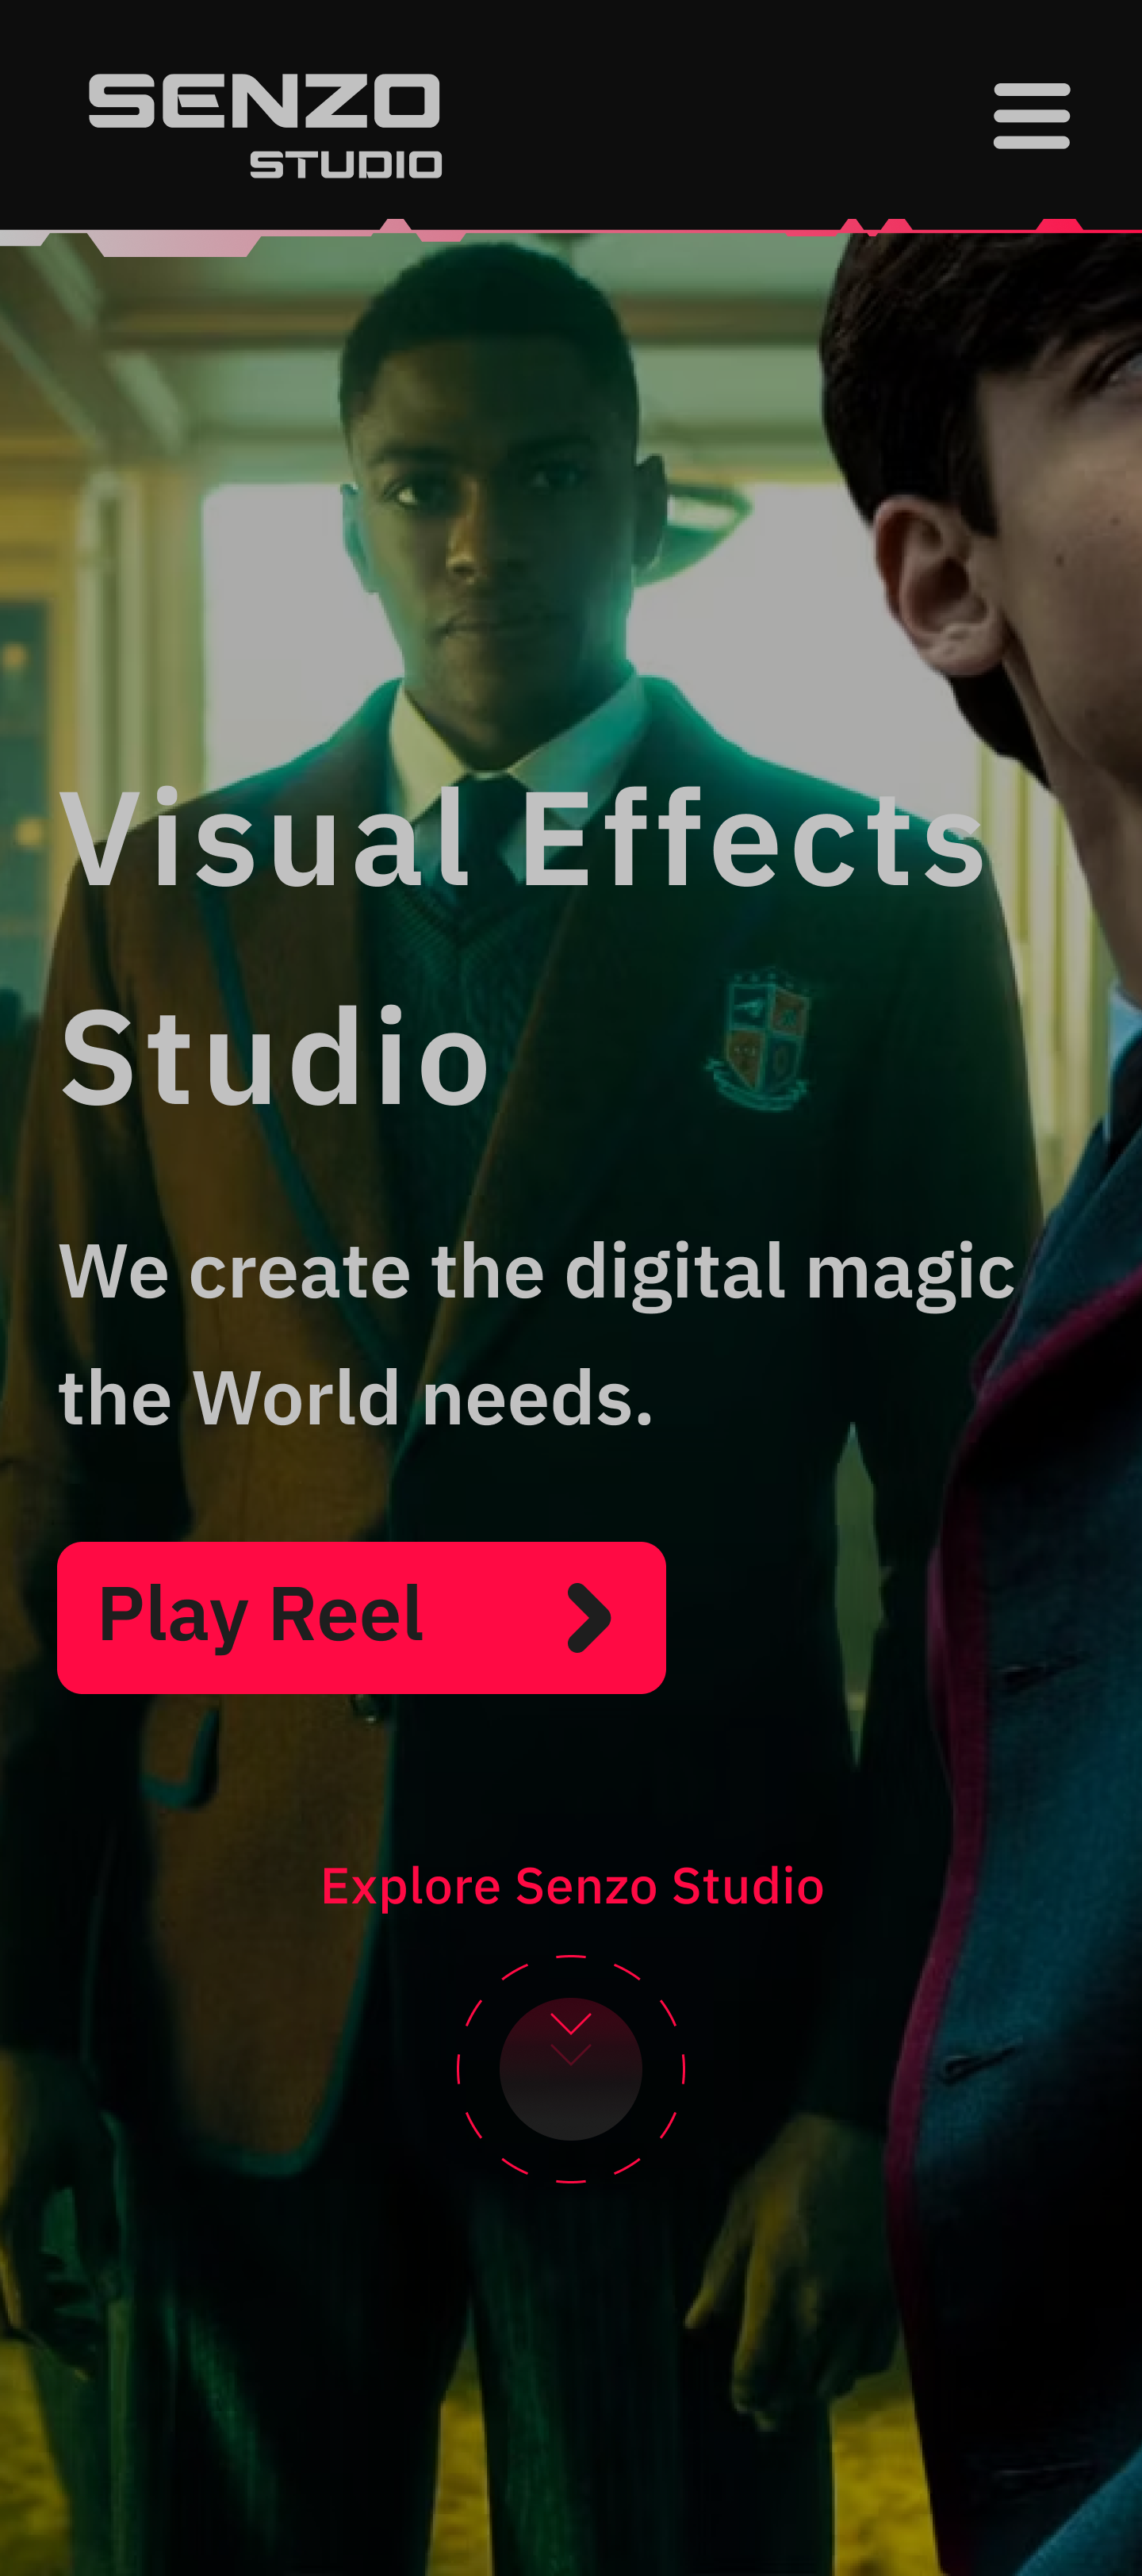 SENZO
STUDIO
Visual Effects
Studio
We create the digital magic
the World needs.
Play Reel
Explore Senzo Studio